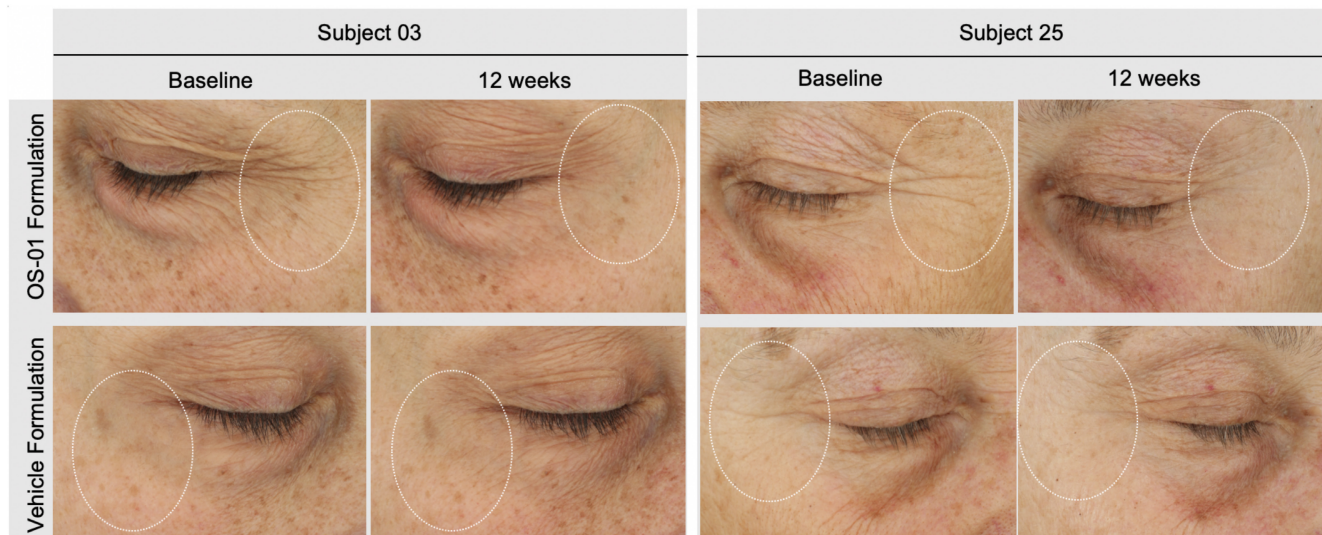 Subject 03
Subject 25
Baseline
12 weeks
Baseline
12 weeks
OS-01 Formulation
Vehicle Formulation